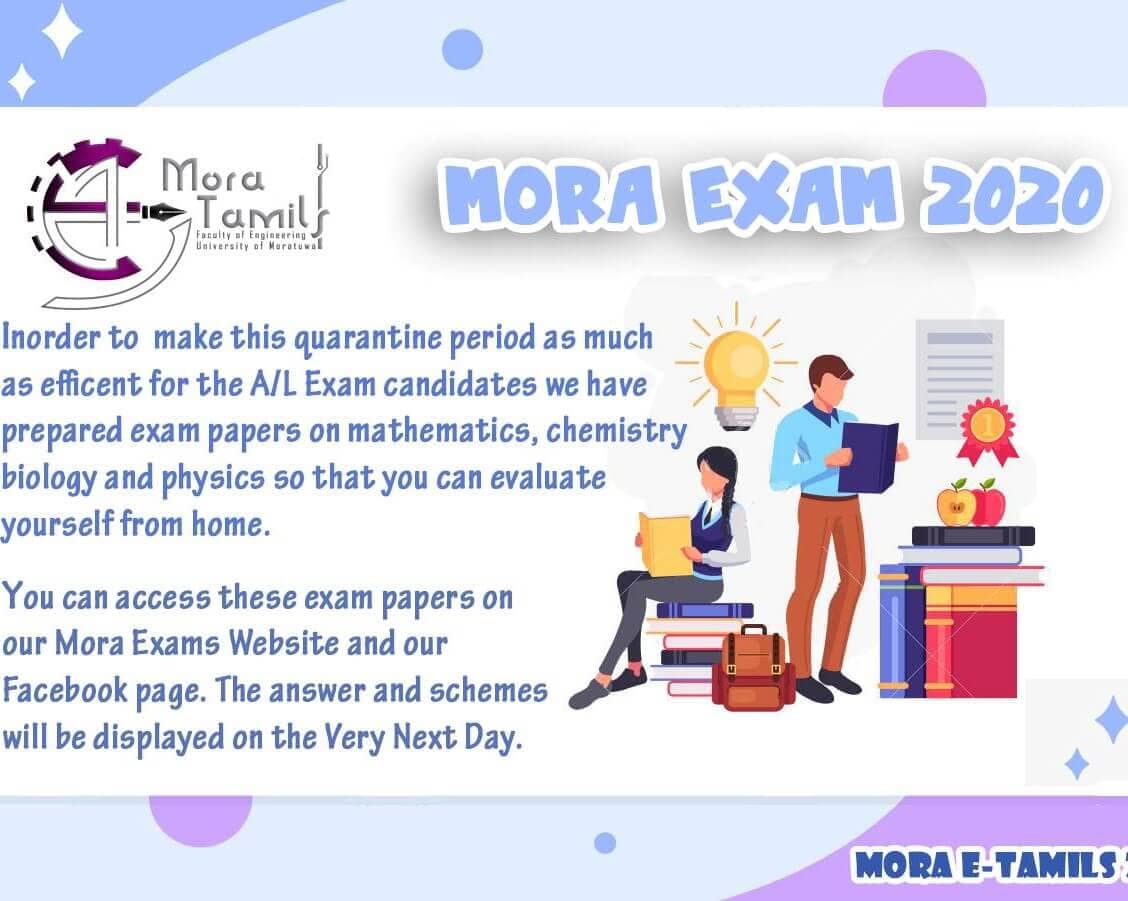 Mora
Tamils
Faculty of Engineering
University of Moratuwa
MORA EXAM 2020
Inorder to make this quarantine period as much
as efficent for the A/L Exam candidates we have
prepared exam papers on mathematics, chemistry
biology and physics so that you can evaluate
yourself from home.
You can access these exam papers on
our Mora Exams Website and our
Facebook page. The answer and schemes
will be displayed on the Very Next Day.
1
MORA E-TAMILS